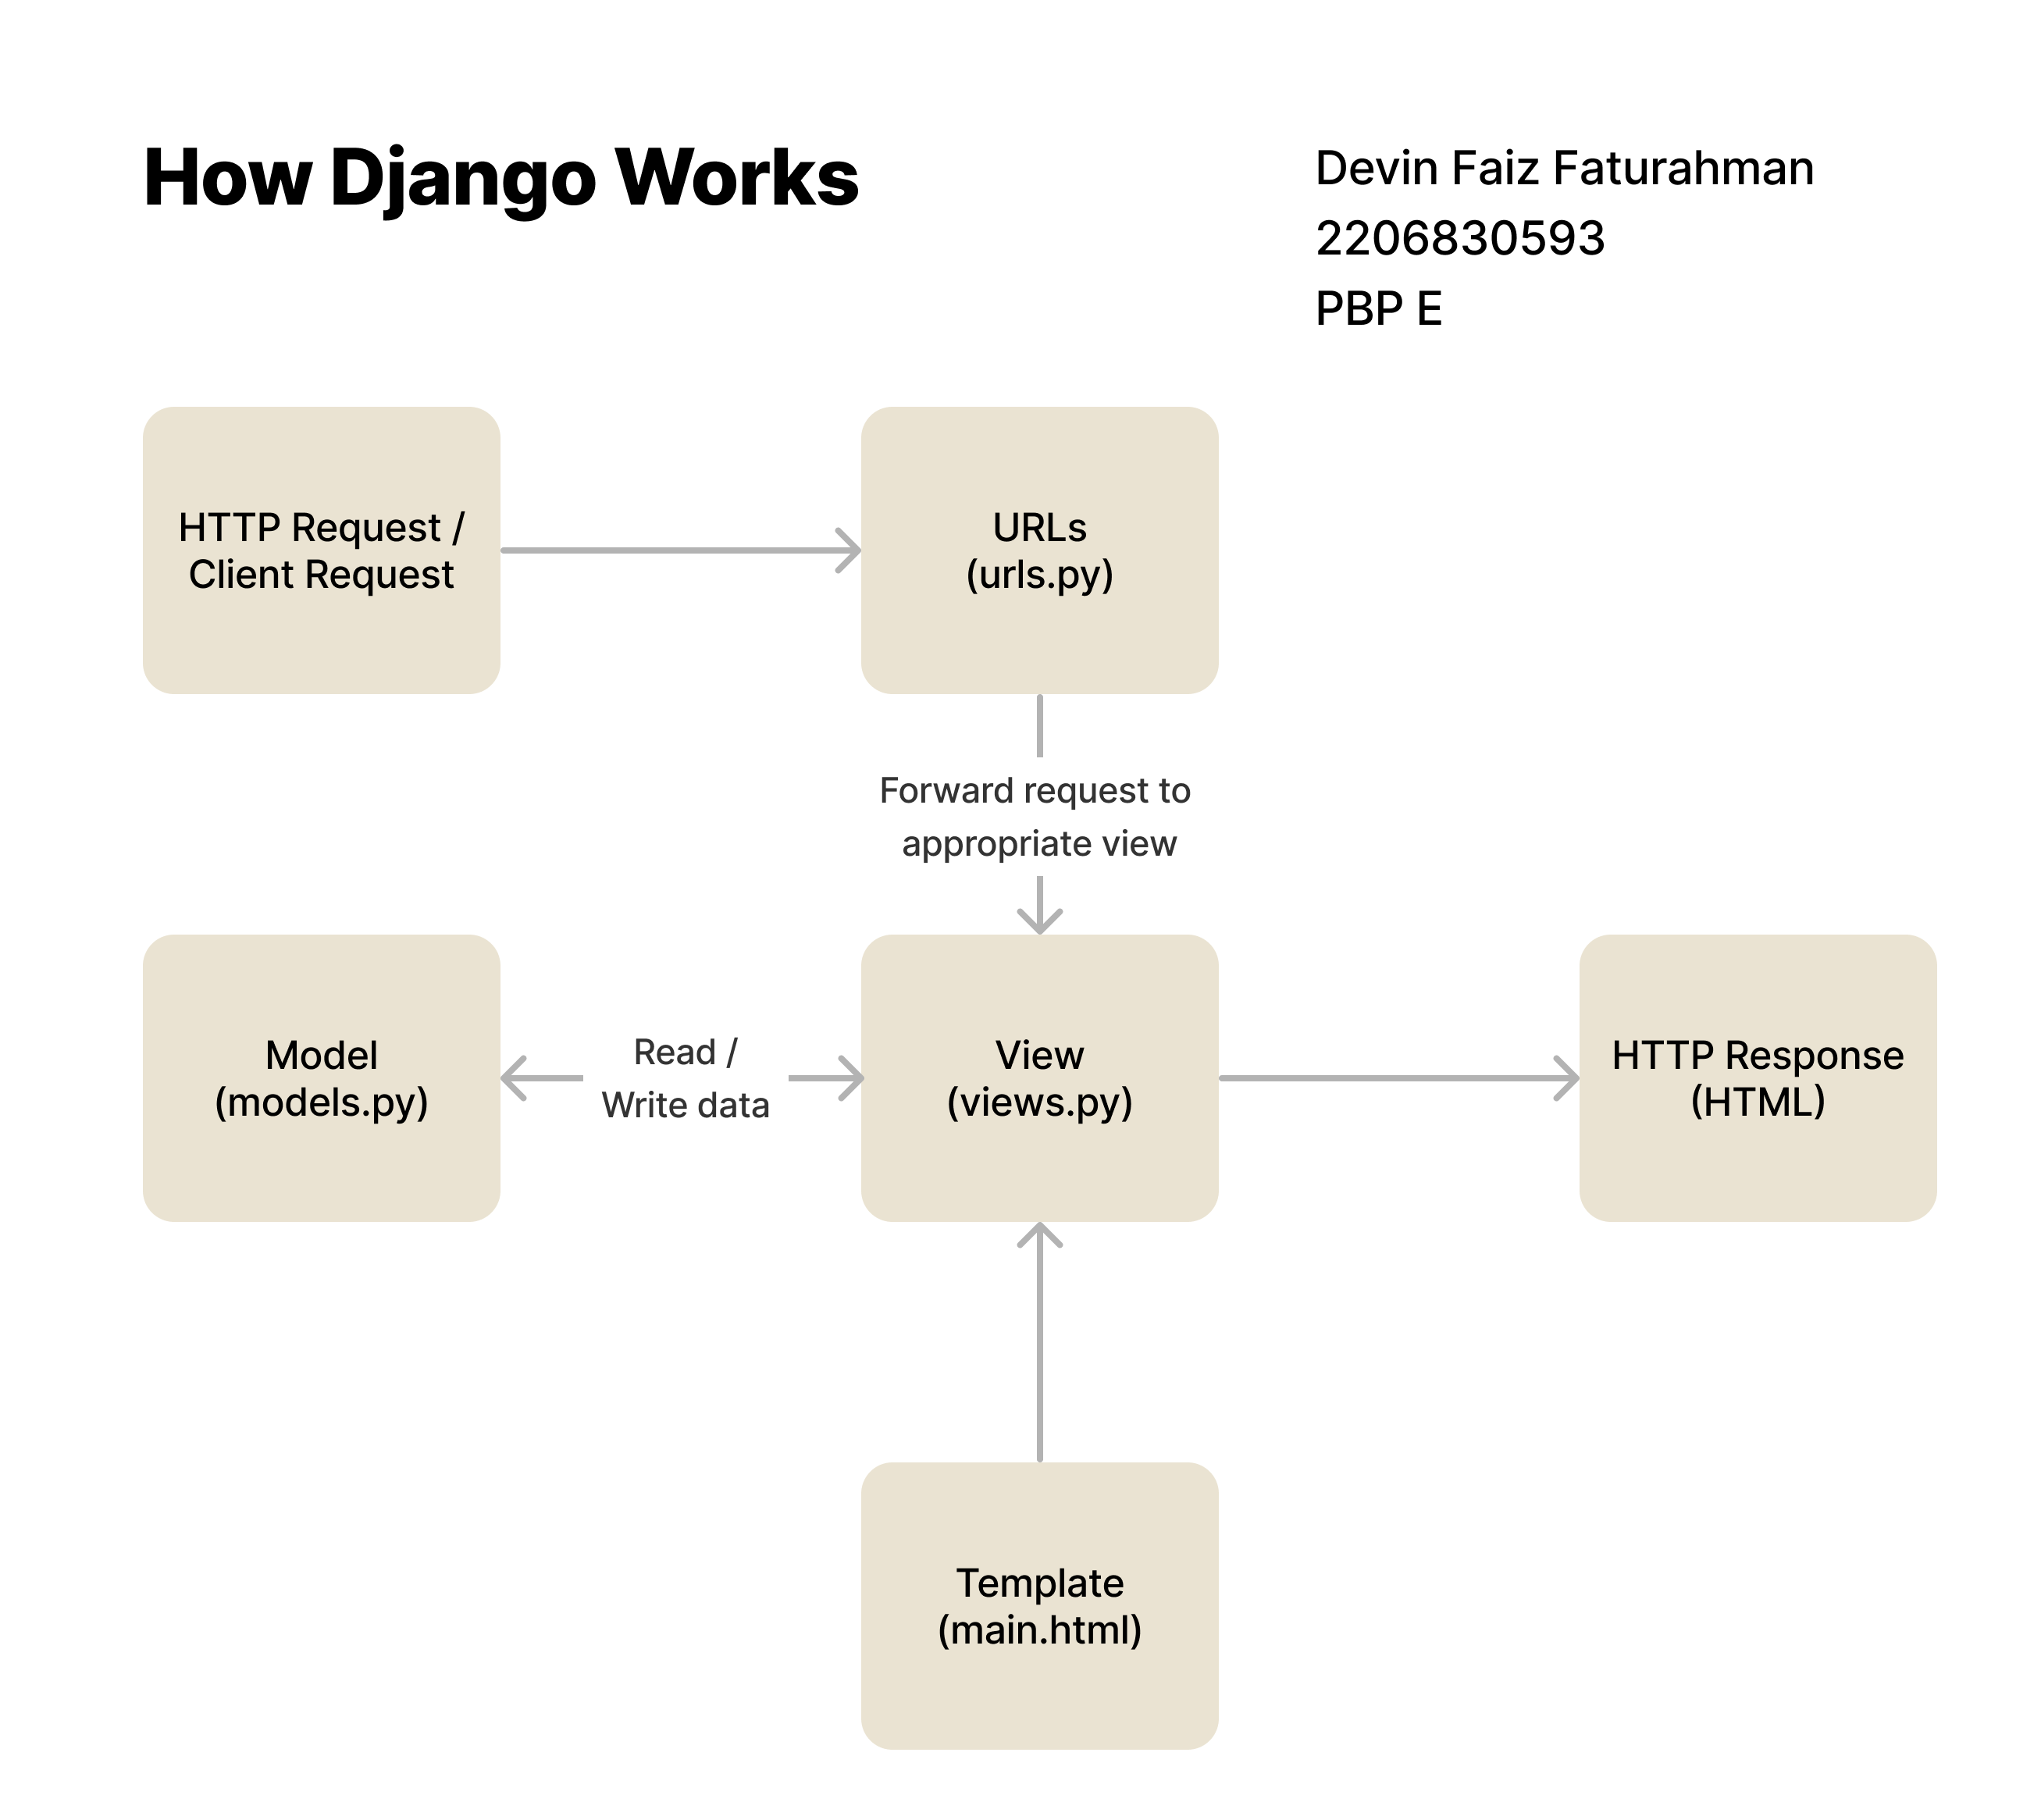 How Django Works
Devin Faiz Faturahman
2206830593
PBP E
HTTP Request /
Client Request
URLs
(urls.py)
Forward request to
appropriate view
Model
(models.py)
Read /
Write data
View
(views.py)
HTTP Response
(HTML)
Template
(main.html)